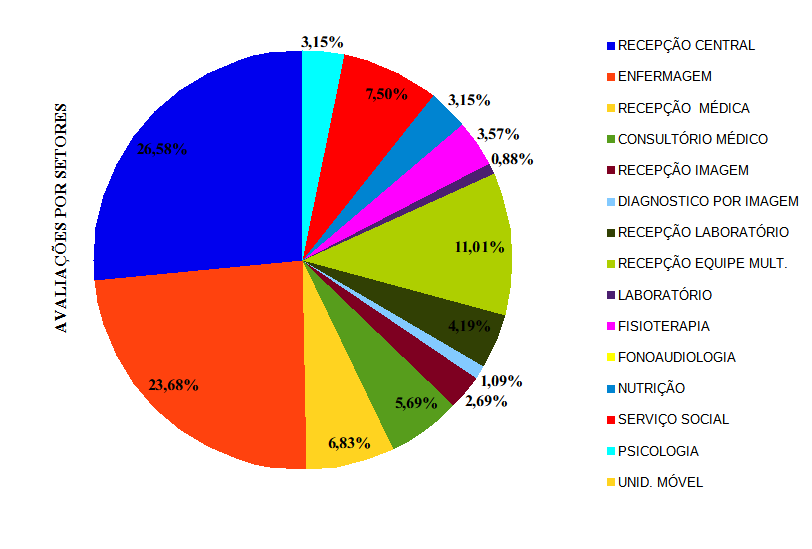 AVALIAÇÕES POR SETORES
3,15%
7,50%
3,15%
3,57%
0,88%
26,58%
11,01%
4,19%
1,09%
2,69%
5,69%
6,83%
23,68%
RECEPÇÃO CENTRAL
ENFERMAGEM
RECEPÇÃO  MÉDICA
CONSULTÓRIO MÉDICO
RECEPÇÃO IMAGEM
DIAGNOSTICO POR IMAGEM
RECEPÇÃO LABORATÓRIO
RECEPÇÃO EQUIPE MULT.
LABORATÓRIO
FISIOTERAPIA
FONOAUDIOLOGIA
NUTRIÇÃO
SERVIÇO SOCIAL
PSICOLOGIA
UNID. MÓVEL